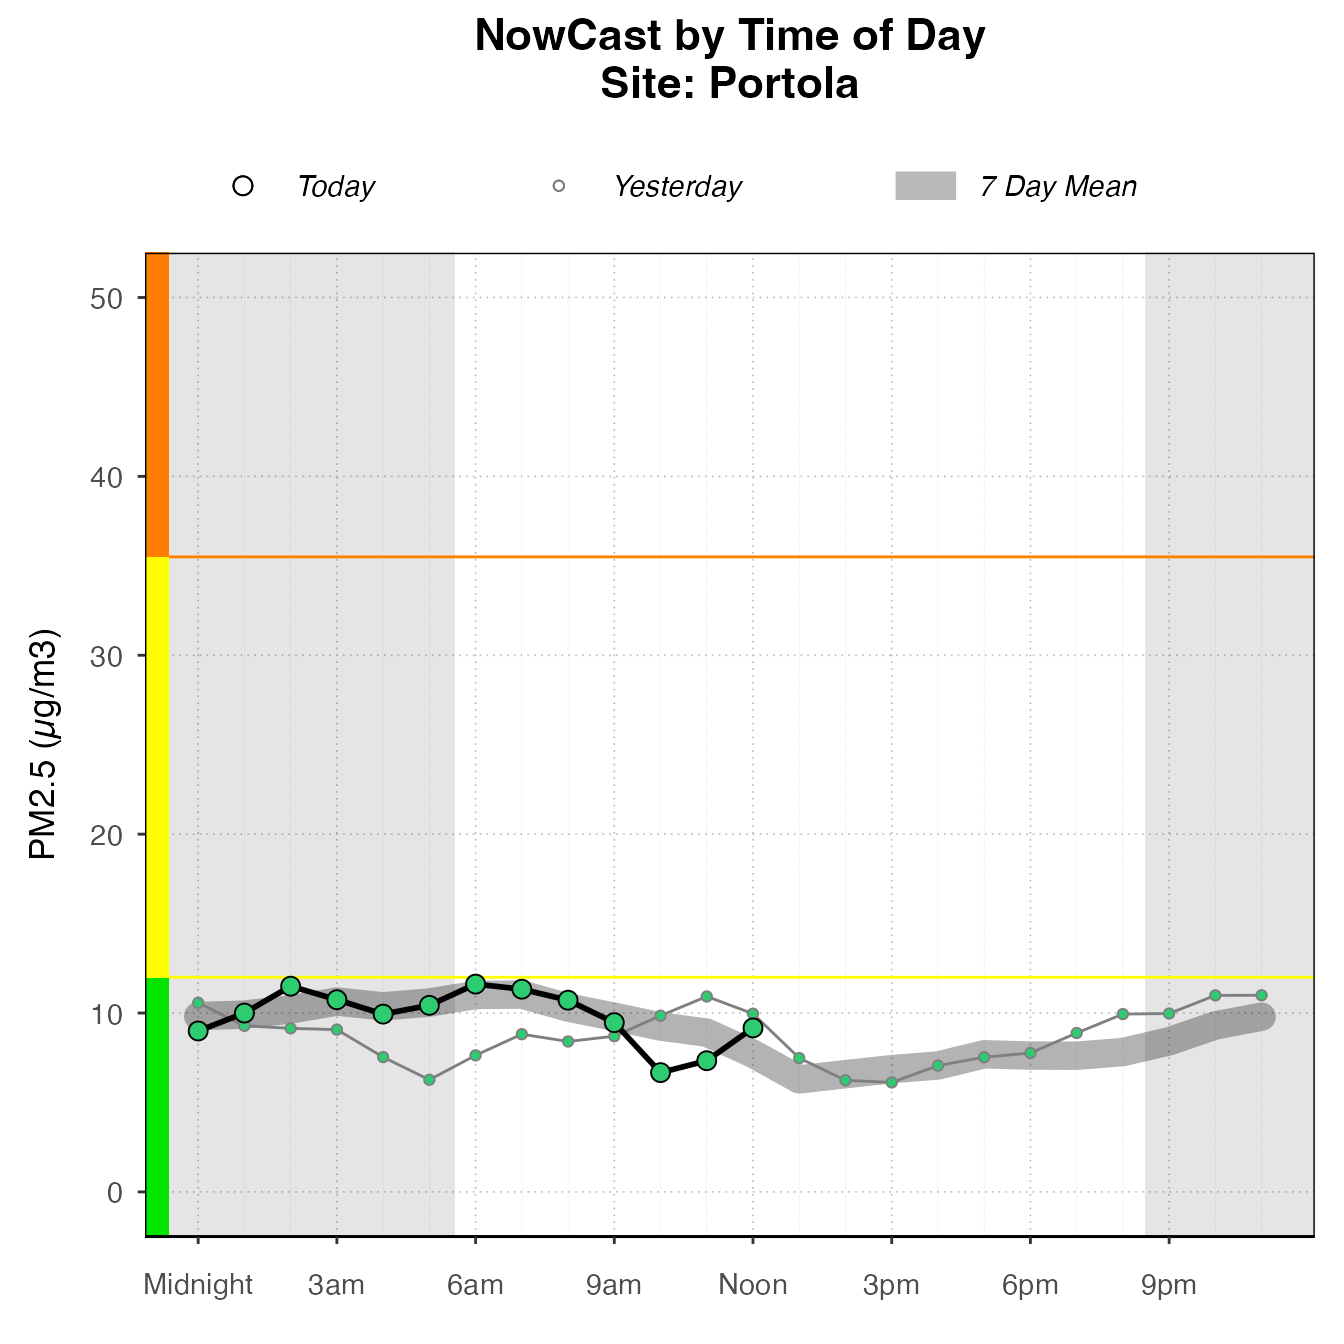 NowCast by Time of Day
Site: Portola
Today Yesterday 7 Day Mean
PM2.5 (µg/m3)
50
40
30
20
10
0
Midnight 3am 6am 9am Noon 3pm 6pm 9pm